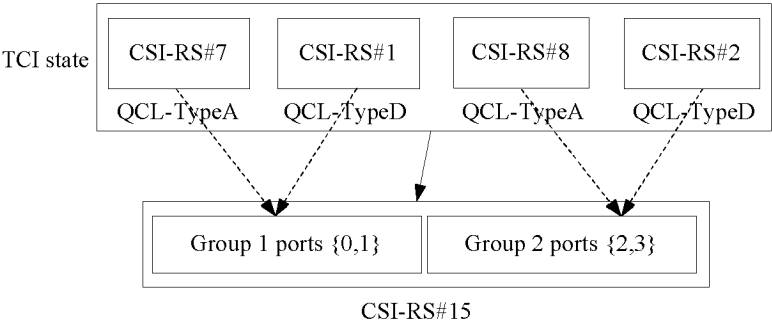 TCI state
CSI-RS#7
CSI-RS#1
CSI-RS#8
CSI-RS#2
QCL-TypeA
QCL-TypeD
QCL-TypeA
QCL-TypeD
Group 1 ports {0,1}
Group 2 ports {2,3}
CSI-RS#15